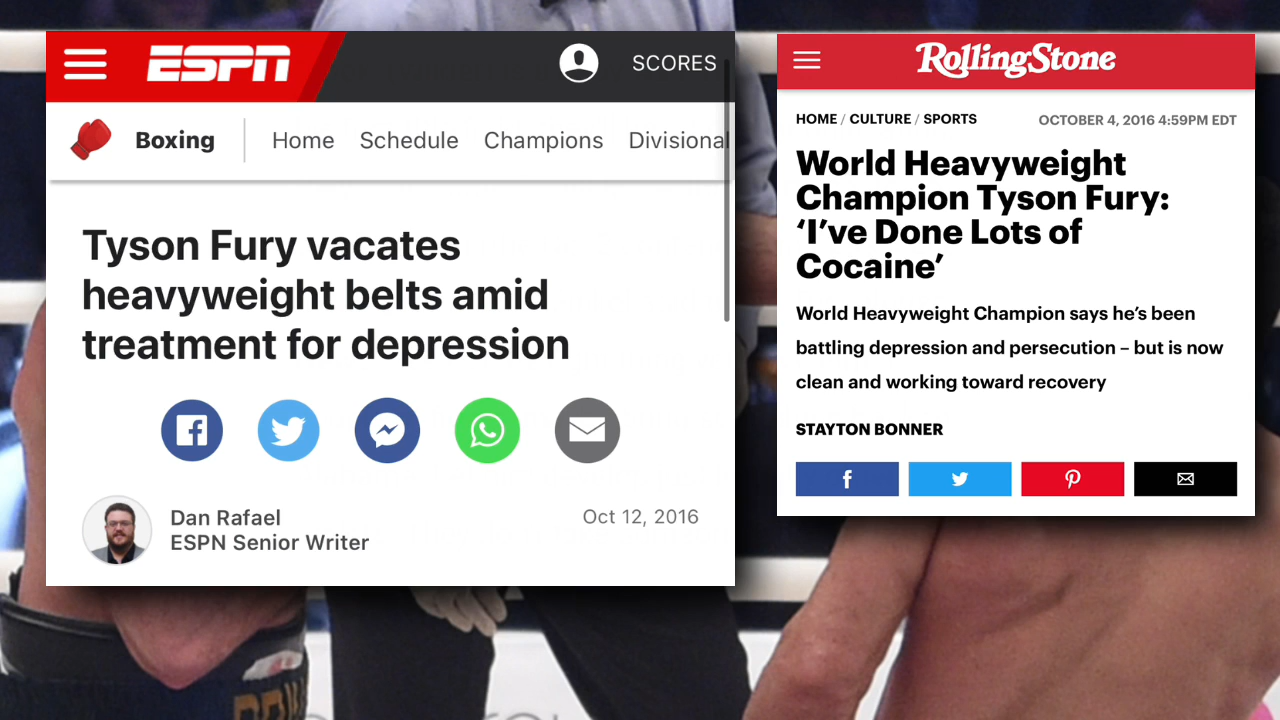 ESPN
SCORES
Boxing
Home Schedule Champions Divisional
Tyson Fury vacates
heavyweight belts amid
treatment for depression
Dan Rafael
ESPN Senior Writer
Oct 12, 2016
RollingStone
HOME / CULTURE / SPORTS
OCTOBER 4, 2016 4:59PM EDT
World Heavyweight
Champion Tyson Fury:
‘I’ve Done Lots of
Cocaine’
World Heavyweight Champion says he’s been
battling depression and persecution – but is now
clean and working toward recovery
STAYTON BONNER